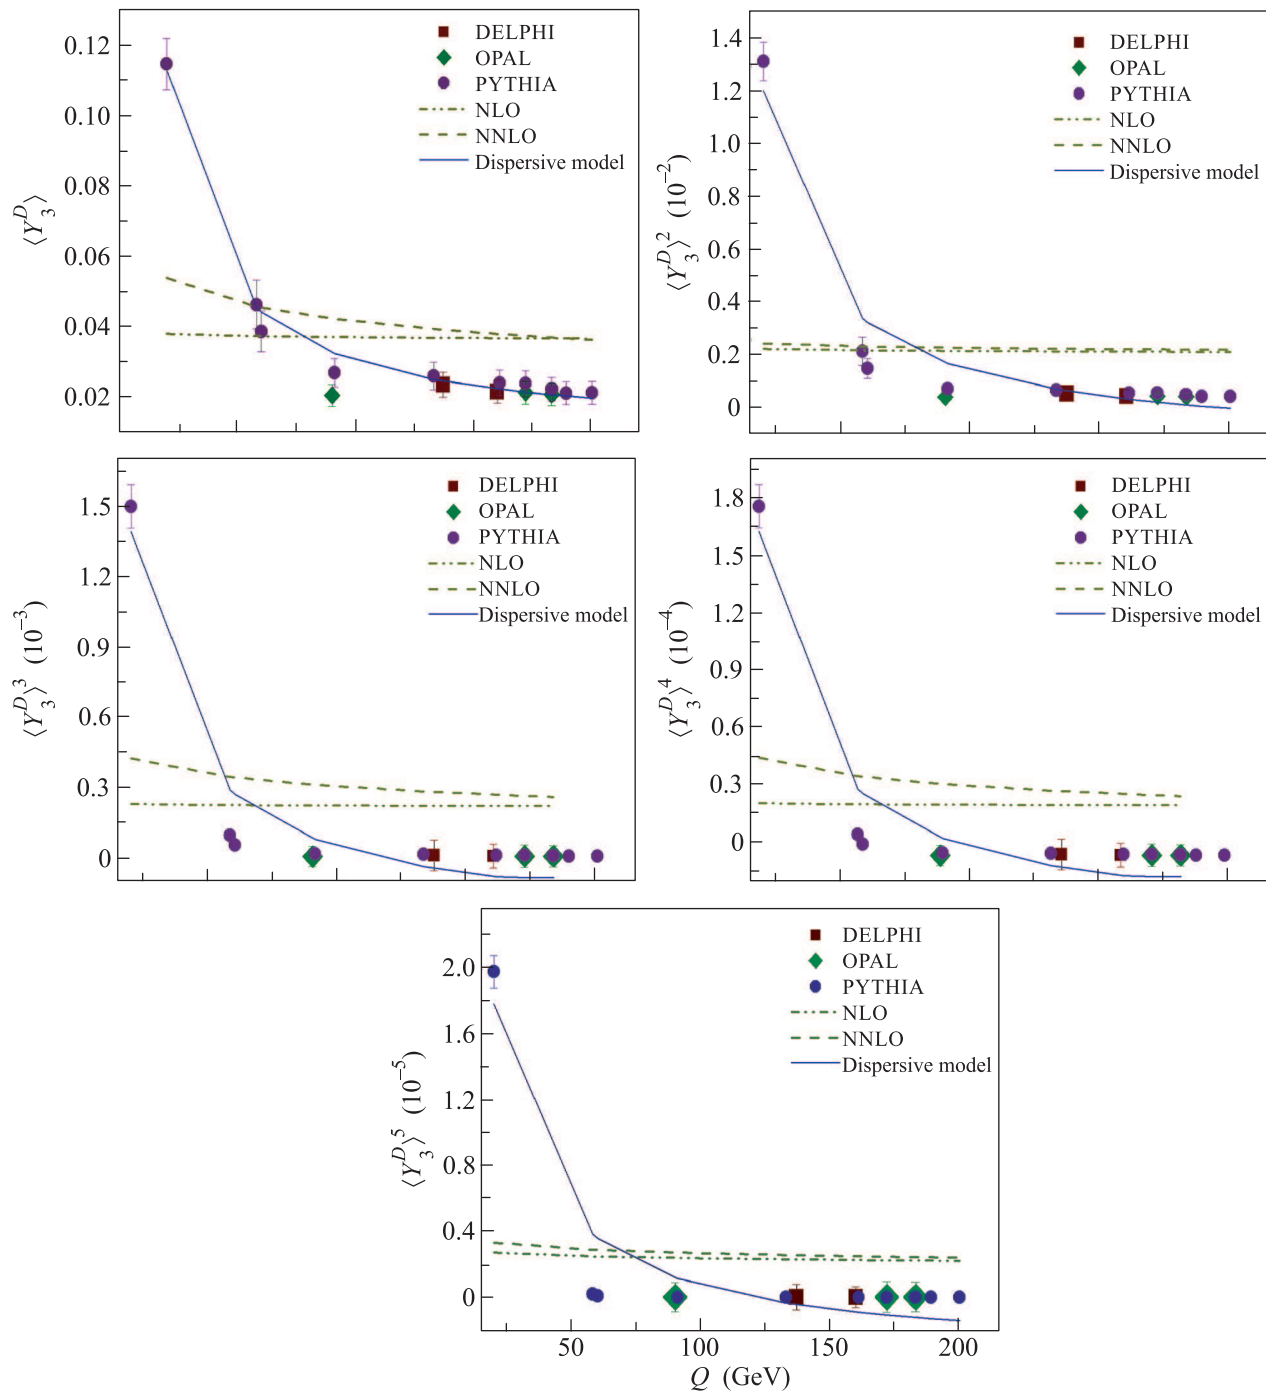 DELPHI
OPAL
PYTHIA
NLO
NNLO
Dispersive model
0.12
0.10
0.08
0.06
0.04
0.02
⟨Y₃ᴰ⟩
DELPHI
OPAL
PYTHIA
NLO
NNLO
Dispersive model
1.4
1.2
1.0
0.8
0.6
0.4
0.2
0
⟨Y₃ᴰ⟩² (10⁻²)
DELPHI
OPAL
PYTHIA
NLO
NNLO
Dispersive model
1.5
1.2
0.9
0.6
0.3
0
⟨Y₃ᴰ⟩³ (10⁻³)
DELPHI
OPAL
PYTHIA
NLO
NNLO
Dispersive model
1.8
1.5
1.2
0.9
0.6
0.3
0
⟨Y₃ᴰ⟩⁴ (10⁻⁴)
DELPHI
OPAL
PYTHIA
NLO
NNLO
Dispersive model
2.0
1.6
1.2
0.8
0.4
0
⟨Y₃ᴰ⟩⁵ (10⁻⁵)
50 100 150 200
Q (GeV)